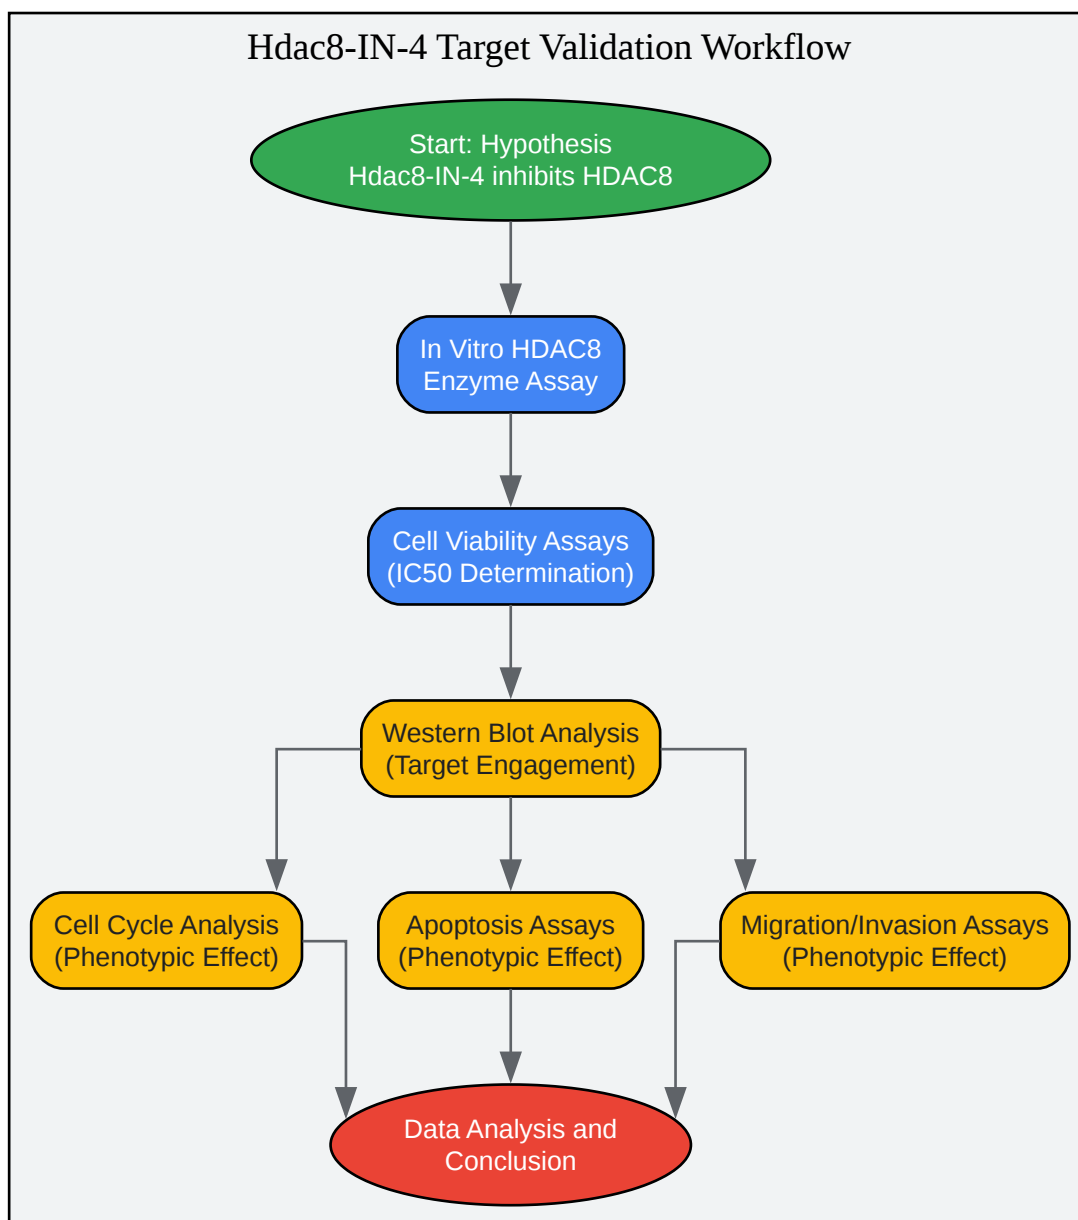 Hdac8-IN-4 Target Validation Workflow
Start: Hypothesis
Hdac8-IN-4 inhibits HDAC8
In Vitro HDAC8
Enzyme Assay
Cell Viability Assays
(IC50 Determination)
Western Blot Analysis
(Target Engagement)
Cell Cycle Analysis
(Phenotypic Effect)
Apoptosis Assays
(Phenotypic Effect)
Migration/Invasion Assays
(Phenotypic Effect)
Data Analysis and
Conclusion